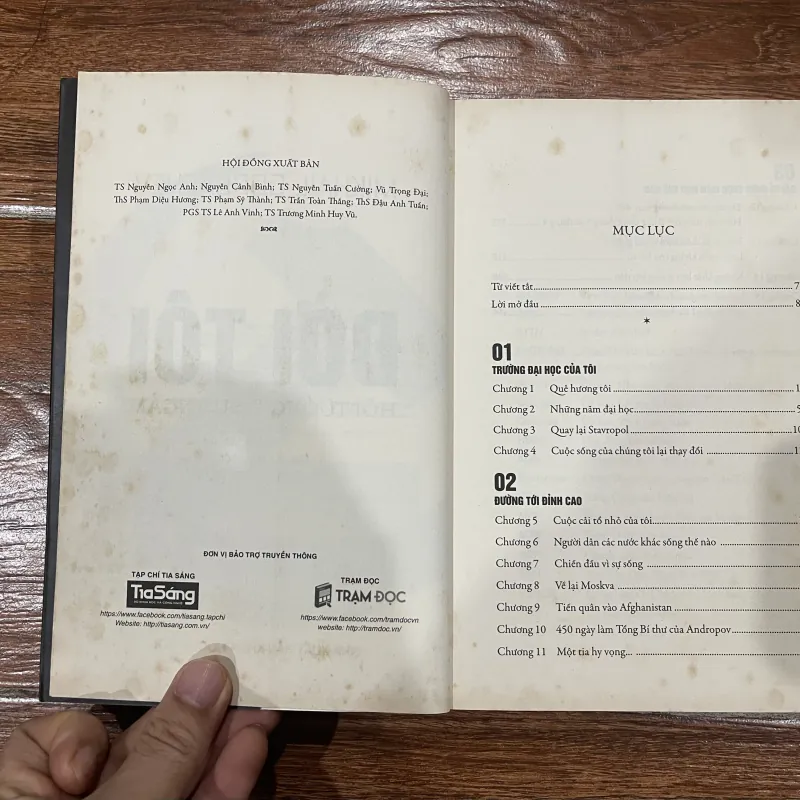 HỘI ĐỒNG XUẤT BẢN
TS Nguyễn Ngọc Anh; Nguyễn Cảnh Bình; TS Nguyễn Tuấn Cường; Vũ Trọng Đại;
ThS Phạm Diệu Hương; TS Phạm Sỹ Thành; TS Trần Toàn Thắng; ThS Đậu Anh Tuấn;
PGS TS Lê Anh Vinh; TS Trương Minh Huy Vũ.
ĐƠN VỊ BẢO TRỢ TRUYỀN THÔNG
TẠP CHÍ TIA SÁNG
TiaSáng
https://www.facebook.com/tiasang.tapchi
Website: http://tiasang.com.vn/
TRẠM ĐỌC
TRẠM ĐỌC
https://www.facebook.com/tramdocvn
Website: http://tramdoc.vn/
MỤC LỤC
Từ viết tắt 7
Lời mở đầu 8
*
01
TRƯỜNG ĐẠI HỌC CỦA TÔI
Chương 1 Quê hương tôi
Chương 2 Những năm đại học
Chương 3 Quay lại Stavropol
Chương 4 Cuộc sống của chúng tôi lại thay đổi
02
ĐƯỜNG TỚI ĐỈNH CAO
Chương 5 Cuộc cải tổ nhỏ của tôi
Chương 6 Người dân các nước khác sống thế nào
Chương 7 Chiến đấu vì sự sống
Chương 8 Về lại Moskva
Chương 9 Tiến quân vào Afghanistan
Chương 10 450 ngày làm Tổng Bí thư của Andropov
Chương 11 Một tia hy vọng...